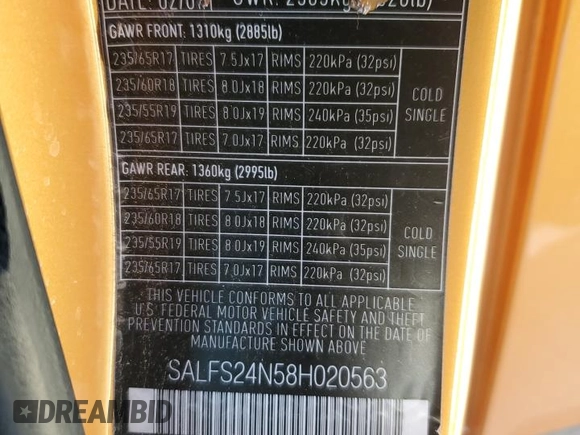 DATE: 02/07
GAWR FRONT: 1310kg (2885lb)
235/65R17 TIRES 7.5Jx17 RIMS 220kPa (32psi)
235/60R18 TIRES 8.0Jx18 RIMS 220kPa (32psi)
235/55R19 TIRES 8.0Jx19 RIMS 240kPa (35psi)
235/65R17 TIRES 7.0Jx17 RIMS 220kPa (32psi)
COLD
SINGLE
GAWR REAR: 1360kg (2995lb)
235/65R17 TIRES 7.5Jx17 RIMS 220kPa (32psi)
235/60R18 TIRES 8.0Jx18 RIMS 220kPa (32psi)
235/55R19 TIRES 8.0Jx19 RIMS 240kPa (35psi)
235/65R17 TIRES 7.0Jx17 RIMS 220kPa (32psi)
COLD
SINGLE
THIS VEHICLE CONFORMS TO ALL APPLICABLE
U.S. FEDERAL MOTOR VEHICLE SAFETY AND THEFT
PREVENTION STANDARDS IN EFFECT ON THE DATE OF
MANUFACTURE SHOWN ABOVE
SALFS24N58H020563
DREAMBID